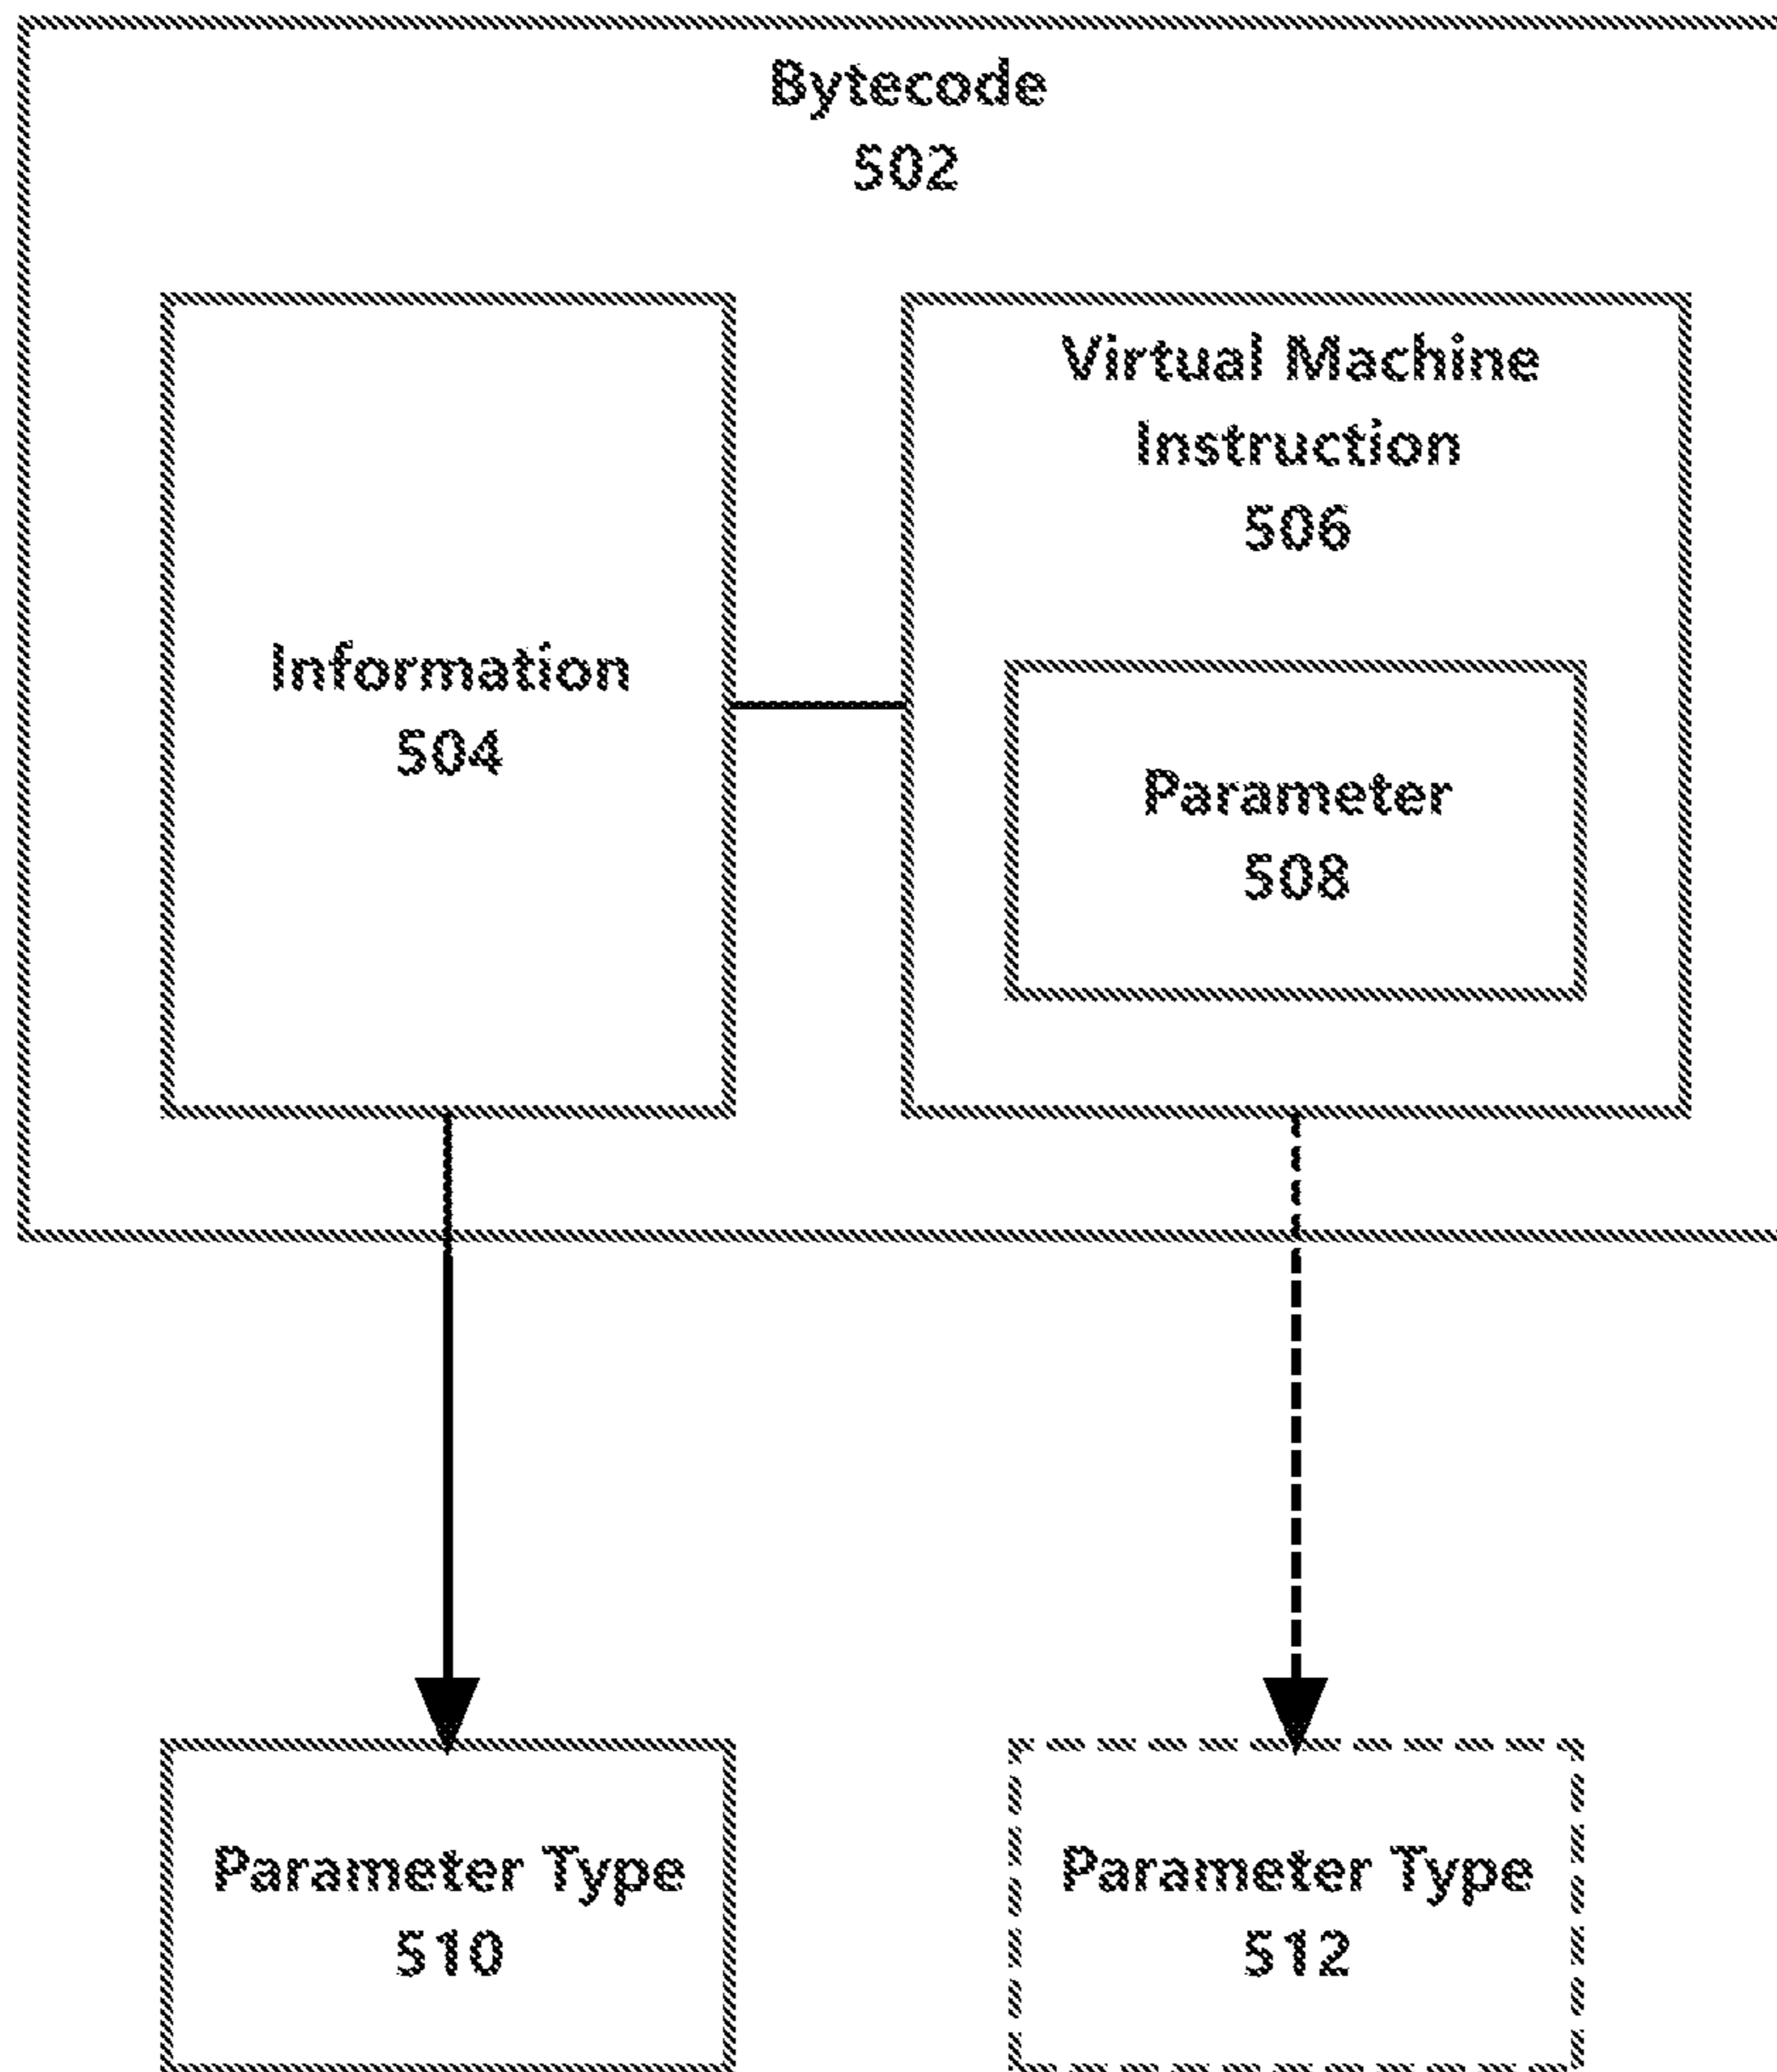 Bytecode
502
Information
504
Virtual Machine
Instruction
506
Parameter
508
Parameter Type
510
Parameter Type
512